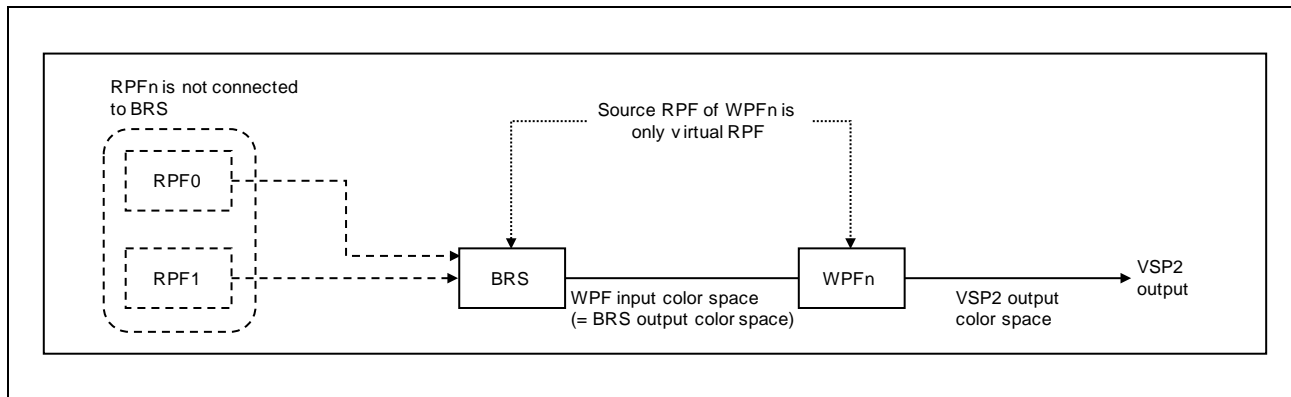 RPFn is not connected
to BRS
Source RPF of WPFn is
only virtual RPF
RPF0
RPF1
BRS
WPFn
VSP2
output
WPF input color space
(= BRS output color space)
VSP2 output
color space